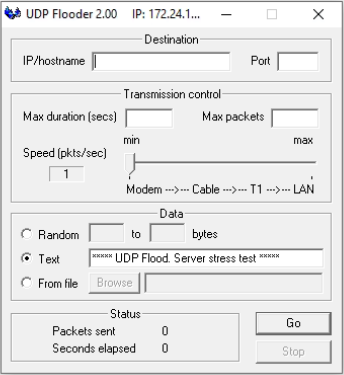 UDP Flooder 2.00 IP: 172.24.1...
Destination
IP/hostname Port
Transmission control
Max duration (secs) Max packets
min max
Speed (pkts/sec)
1
Modem --->--- Cable --->--- T1 --->--- LAN
Data
Random to bytes
Text ***** UDP Flood. Server stress test *****
From file Browse
Status
Packets sent 0
Seconds elapsed 0
Go
Stop